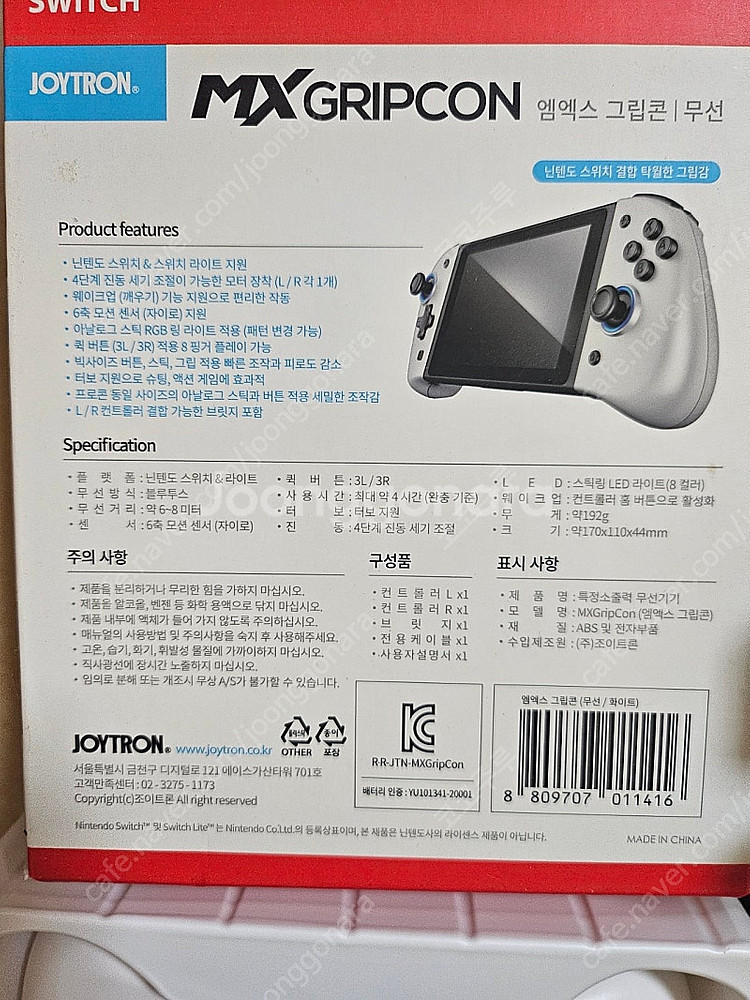 SWITCH
JOYTRON®
MXGRIPCON 엠엑스 그립콘 | 무선
닌텐도 스위치 결합 탁월한 그립감
Product features
• 닌텐도 스위치 & 스위치 라이트 지원
• 4단계 진동 세기 조절이 가능한 모터 장착 (L / R 각 1개)
• 웨이크업 (깨우기) 기능 지원으로 편리한 작동
• 6축 모션 센서 (자이로) 지원
• 아날로그 스틱 RGB 링 라이트 적용 (패턴 변경 가능)
• 퀵 버튼 (3L / 3R) 적용 8 핑거 플레이 가능
• 빅사이즈 버튼, 스틱, 그립 적용 빠른 조작과 피로도 감소
• 터보 지원으로 슈팅, 액션 게임에 효과적
• 프로콘 동일 사이즈의 아날로그 스틱과 버튼 적용 세밀한 조작감
• L / R 컨트롤러 결합 가능한 브릿지 포함
Specification
• 플 랫 폼 : 닌텐도 스위치 & 라이트
• 무 선 방 식 : 블루투스
• 무 선 거 리 : 약 6~8 미터
• 센 서 : 6축 모션 센서 (자이로)
• 퀵 버 튼 : 3L / 3R
• 사 용 시 간 : 최대 약 4 시간 (완충 기준)
• 터 보 : 터보 지원
• 진 동 : 4단계 진동 세기 조절
• L E D : 스틱링 LED 라이트(8 컬러)
• 웨 이 크 업 : 컨트롤러 홈 버튼으로 활성화
• 무 게 : 약192g
• 크 기 : 약170x110x44mm
주의 사항
• 제품을 분리하거나 무리한 힘을 가하지 마십시오.
• 제품을 알코올, 벤젠 등 화학 용액으로 닦지 마십시오.
• 제품 내부에 액체가 들어 가지 않도록 주의하십시오.
• 매뉴얼의 사용방법 및 주의사항을 숙지 후 사용해주세요.
• 고온, 습기, 화기, 휘발성 물질에 가까이하지 마십시오.
• 직사광선에 장시간 노출하지 마십시오.
• 임의로 분해 또는 개조시 무상 A/S가 불가할 수 있습니다.
구성품
• 컨 트 롤 러 L x1
• 컨 트 롤 러 R x1
• 브 릿 지 x1
• 전 용 케 이 블 x1
• 사용자설명서 x1
표시 사항
• 제 품 명 : 특정소출력 무선기기
• 모 델 명 : MXGripCon (엠엑스 그립콘)
• 재 질 : ABS 및 전자부품
• 수입제조원 : (주)조이트론
JOYTRON® www.joytron.co.kr
플라스틱
OTHER
종이
포장
서울특별시 금천구 디지털로 121 에이스가산타워 701호
고객만족센터 : 02 - 3275 - 1173
Copyright(c)조이트론 All right reserved
R-R-JTN-MXGripCon
배터리 인증 : YU101341-20001
엠엑스 그립콘 (무선 / 화이트)
8 809707 011416
Nintendo Switch™ 및 Switch Lite™ 는 Nintendo Co.Ltd.의 등록상표이며, 본 제품은 닌텐도사의 라이센스 제품이 아닙니다.
MADE IN CHINA
Joonggonara
cafe.naver.com/joonggonara